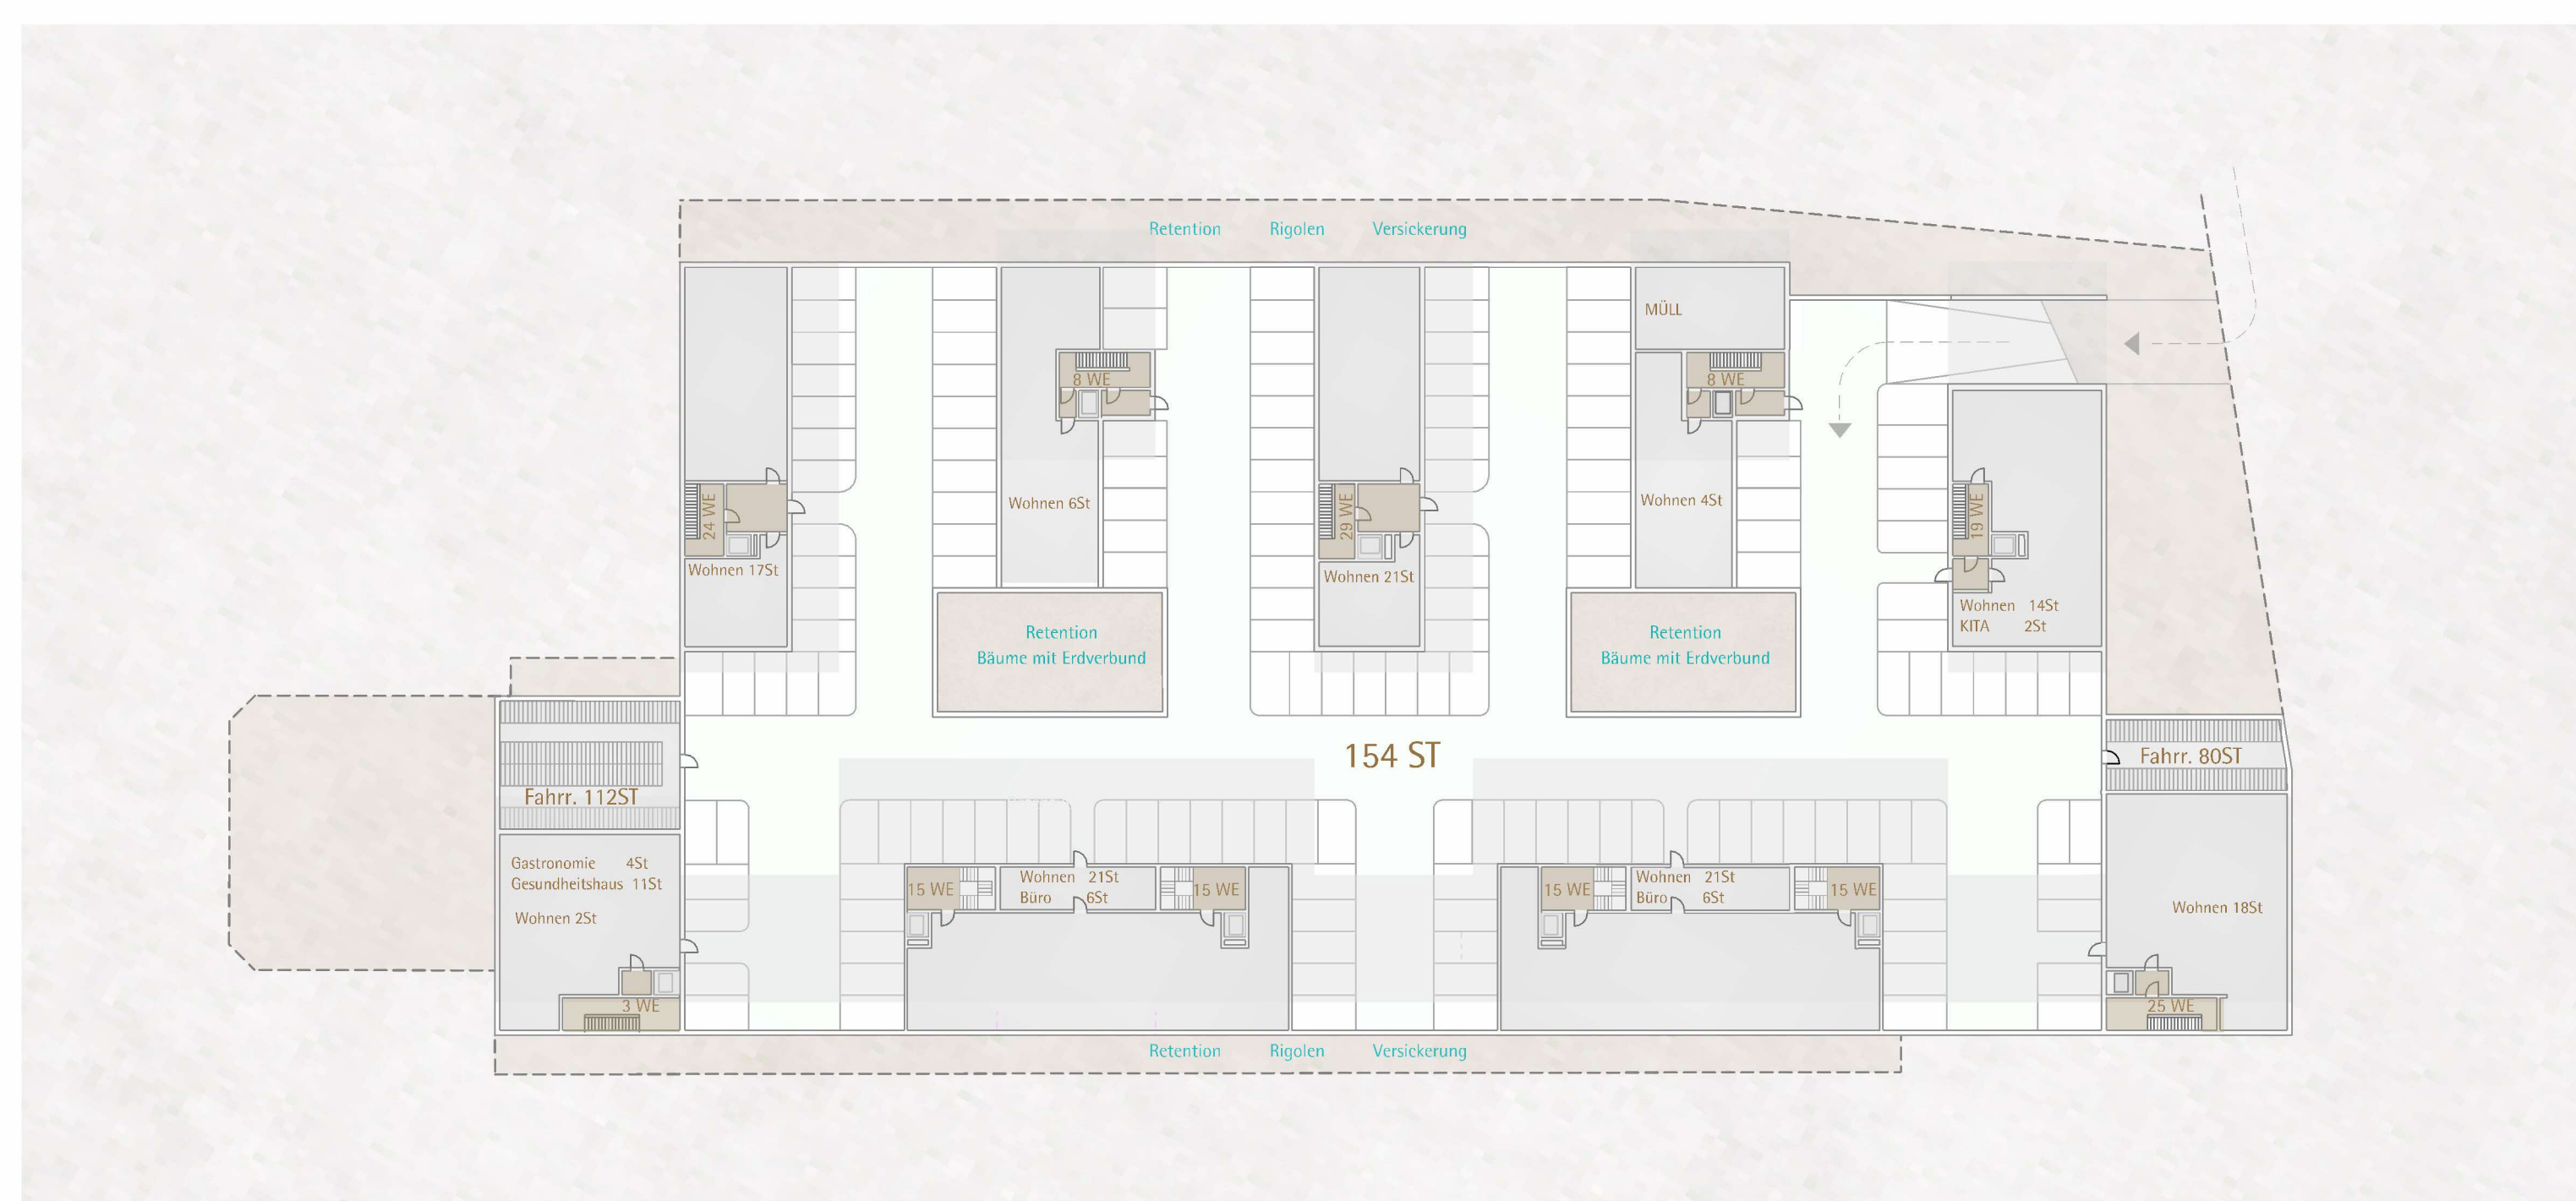 Retention Rigolen Versickerung
MÜLL
8 WE
8 WE
24 WE
Wohnen 6St
29 WE
Wohnen 4St
19 WE
Wohnen 17St
Wohnen 21St
Wohnen 14St
KITA 2St
Retention
Bäume mit Erdverbund
Retention
Bäume mit Erdverbund
154 ST
Fahrr. 80ST
Fahrr. 112ST
Gastronomie 4St
Gesundheitshaus 11St
Wohnen 2St
15 WE
Wohnen 21St
Büro 6St
15 WE
15 WE
Wohnen 21St
Büro 6St
15 WE
Wohnen 18St
3 WE
25 WE
Retention Rigolen Versickerung